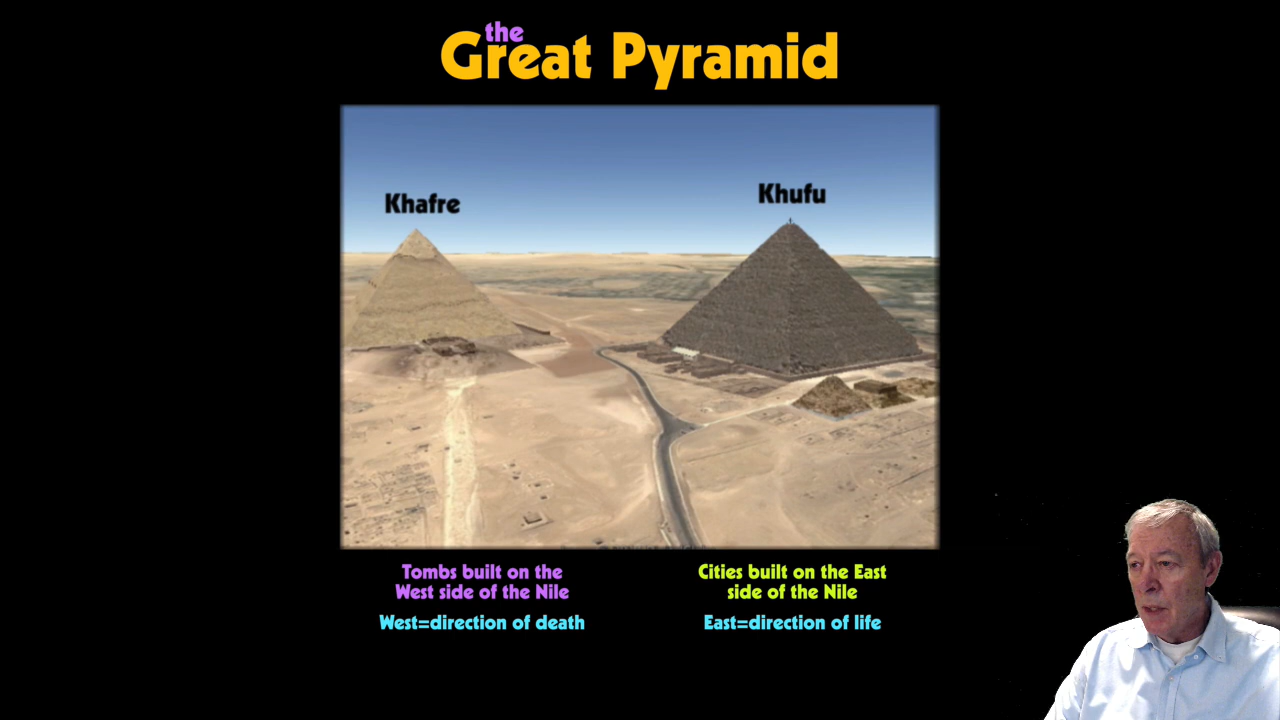 the
Great Pyramid
Khafre
Khufu
Tombs built on the
West side of the Nile
West=direction of death
Cities built on the East
side of the Nile
East=direction of life